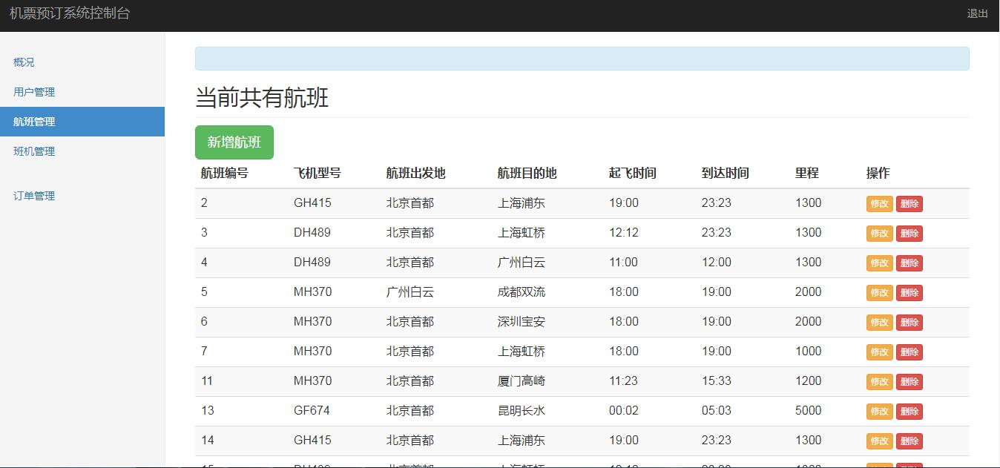 机票预订系统控制台 退出
概况
用户管理
航班管理
班机管理
订单管理
当前共有航班
新增航班
航班编号 飞机型号 航班出发地 航班目的地 起飞时间 到达时间 里程 操作
2 GH415 北京首都 上海浦东 19:00 23:23 1300 修改 删除
3 DH489 北京首都 上海虹桥 12:12 23:23 1300 修改 删除
4 DH489 北京首都 广州白云 11:00 12:00 1300 修改 删除
5 MH370 广州白云 成都双流 18:00 19:00 2000 修改 删除
6 MH370 北京首都 深圳宝安 18:00 19:00 2000 修改 删除
7 MH370 北京首都 上海虹桥 18:00 19:00 1000 修改 删除
11 MH370 北京首都 厦门高崎 11:23 15:33 1200 修改 删除
13 GF674 北京首都 昆明长水 00:02 05:03 5000 修改 删除
14 GH415 北京首都 上海浦东 19:00 23:23 1300 修改 删除